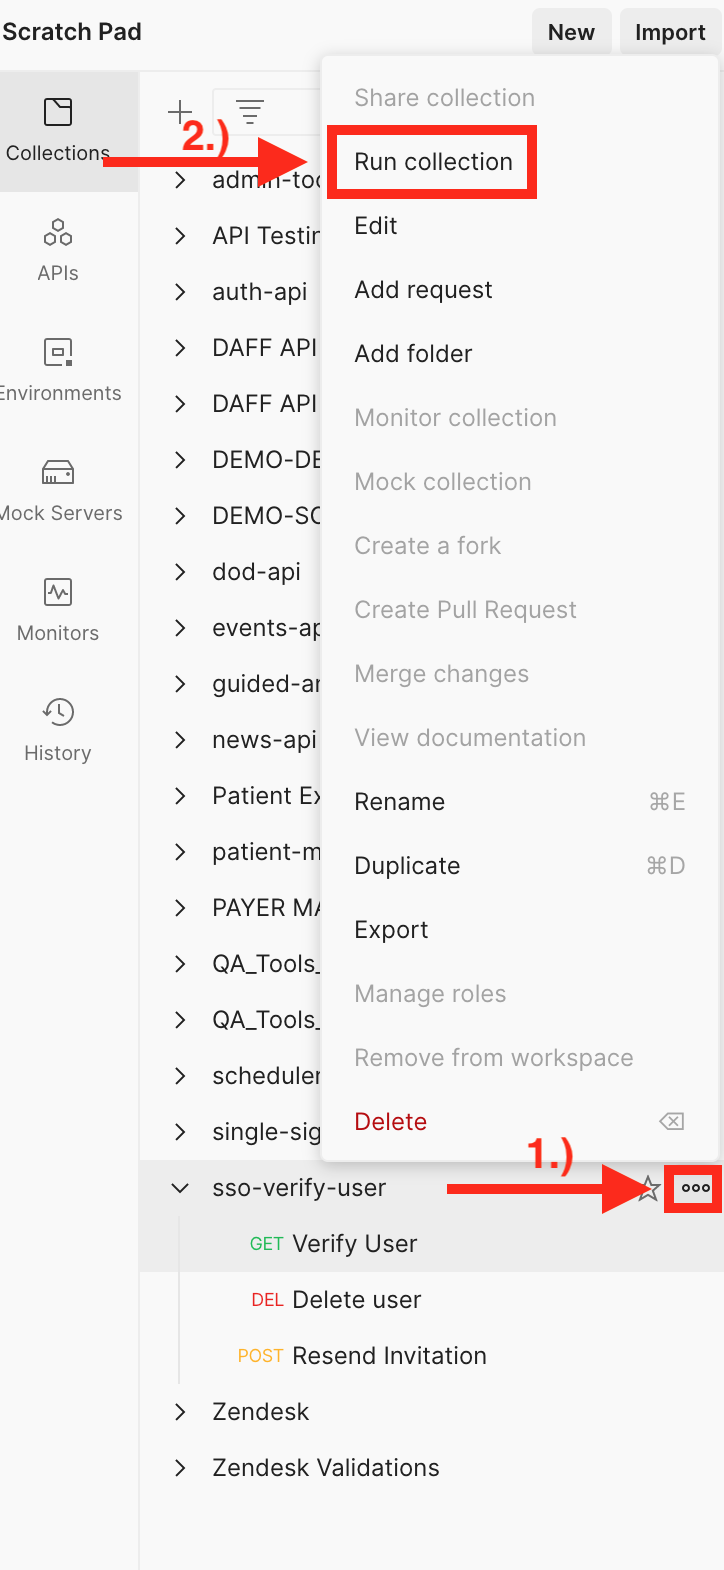 Scratch Pad
New
Import
Collections
APIs
Environments
Mock Servers
Monitors
History
2.)
admin-too
API Testin
auth-api
DAFF API
DAFF API
DEMO-DE
DEMO-SC
dod-api
events-ap
guided-an
news-api
Patient Ex
patient-m
PAYER MA
QA_Tools_
QA_Tools_
scheduler
single-sig
sso-verify-user
GET Verify User
DEL Delete user
POST Resend Invitation
Zendesk
Zendesk Validations
Share collection
Run collection
Edit
Add request
Add folder
Monitor collection
Mock collection
Create a fork
Create Pull Request
Merge changes
View documentation
Rename ⌘E
Duplicate ⌘D
Export
Manage roles
Remove from workspace
Delete
1.)